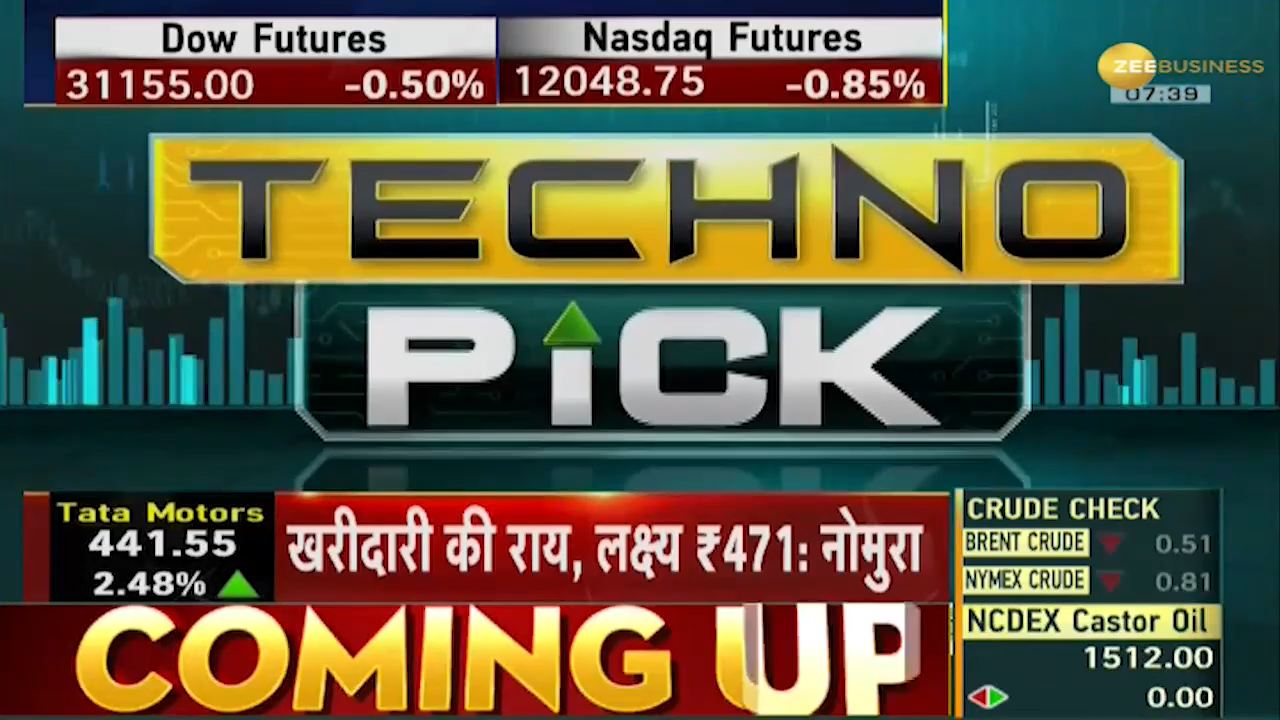 Dow Futures
31155.00 -0.50%
Nasdaq Futures
12048.75 -0.85%
ZEEBUSINESS
07:39
TECHNO
PICK
Tata Motors
441.55
2.48%
खरीदारी की राय, लक्ष्य ₹471: नोमुरा
COMING UP
CRUDE CHECK
BRENT CRUDE 0.51
NYMEX CRUDE 0.81
NCDEX Castor Oil
1512.00
0.00